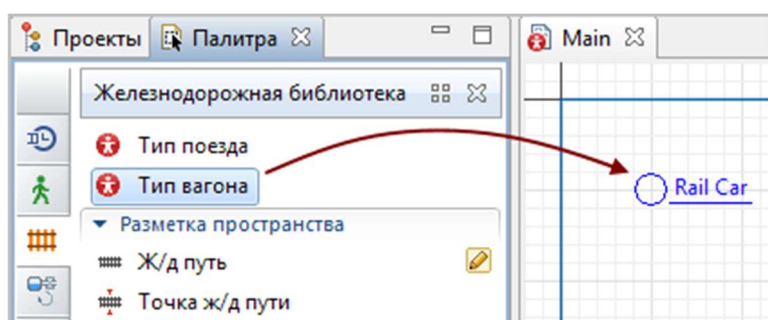 Проекты Палитра Main
Железнодорожная библиотека
Тип поезда
Тип вагона
Rail Car
Разметка пространства
Ж/д путь
Точка ж/д пути